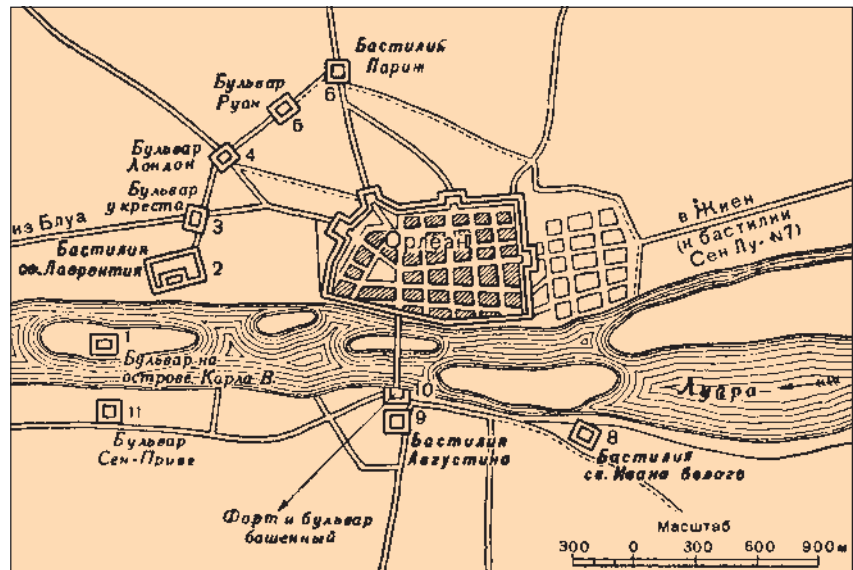 Бастилия
Париж
6
Бульвар
Руан
5
Бульвар
Лондон
4
Бульвар
у креста
3
из Блуа
Бастилия
св. Лаврентия
2
Орлеан
в Жиен
(к бастилии
Сен Лу-№7)
1
Бульвар на
острове Карла В.
Луара
11
Бульвар
Сен-Приве
10
9
Бастилия
Августина
8
Бастилия
св. Ивана белого
Форт и бульвар
башенный
Масштаб
300 0 300 600 900 м